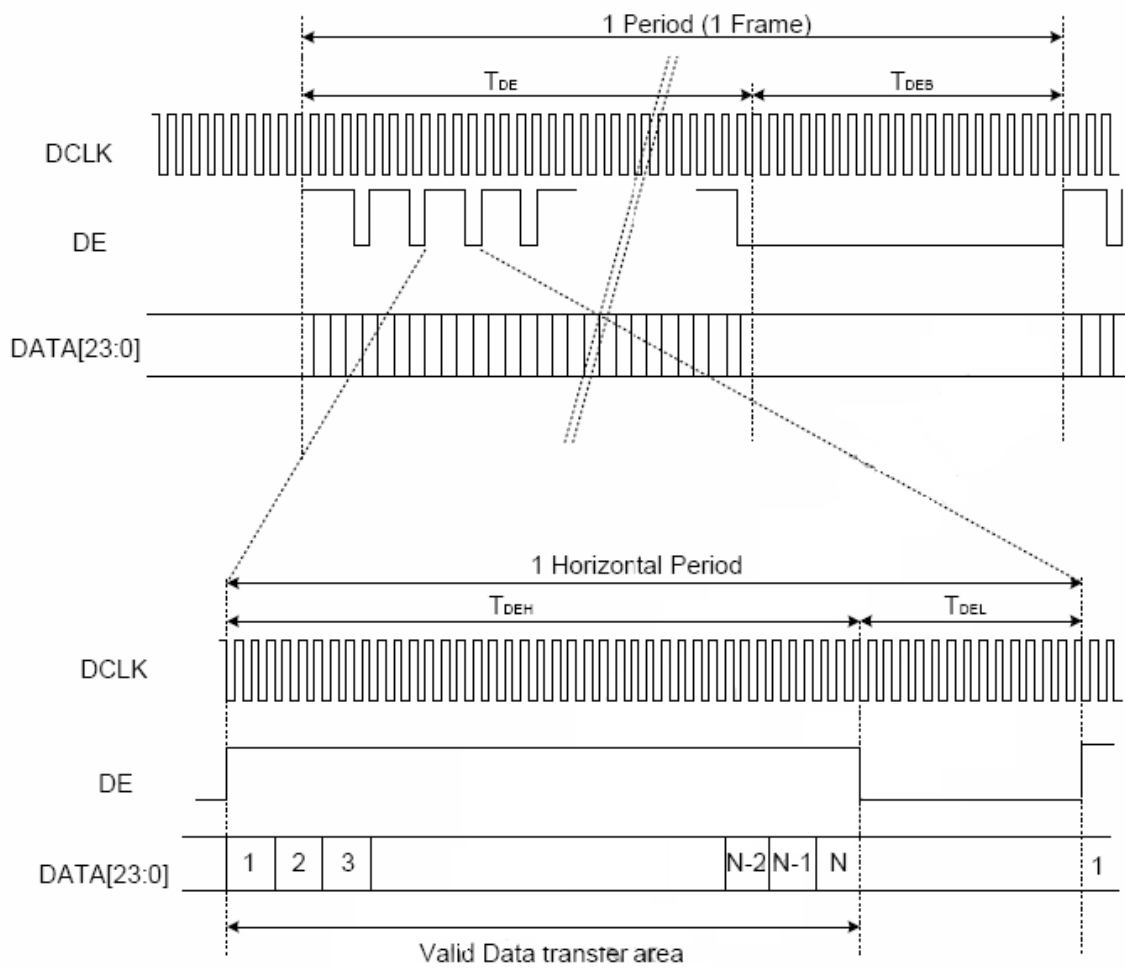 1 Period (1 Frame)
TDE
TDEB
DCLK
DE
DATA[23:0]
1 Horizontal Period
TDEH
TDEL
DCLK
DE
DATA[23:0]
1 2 3 N-2 N-1 N 1
Valid Data transfer area